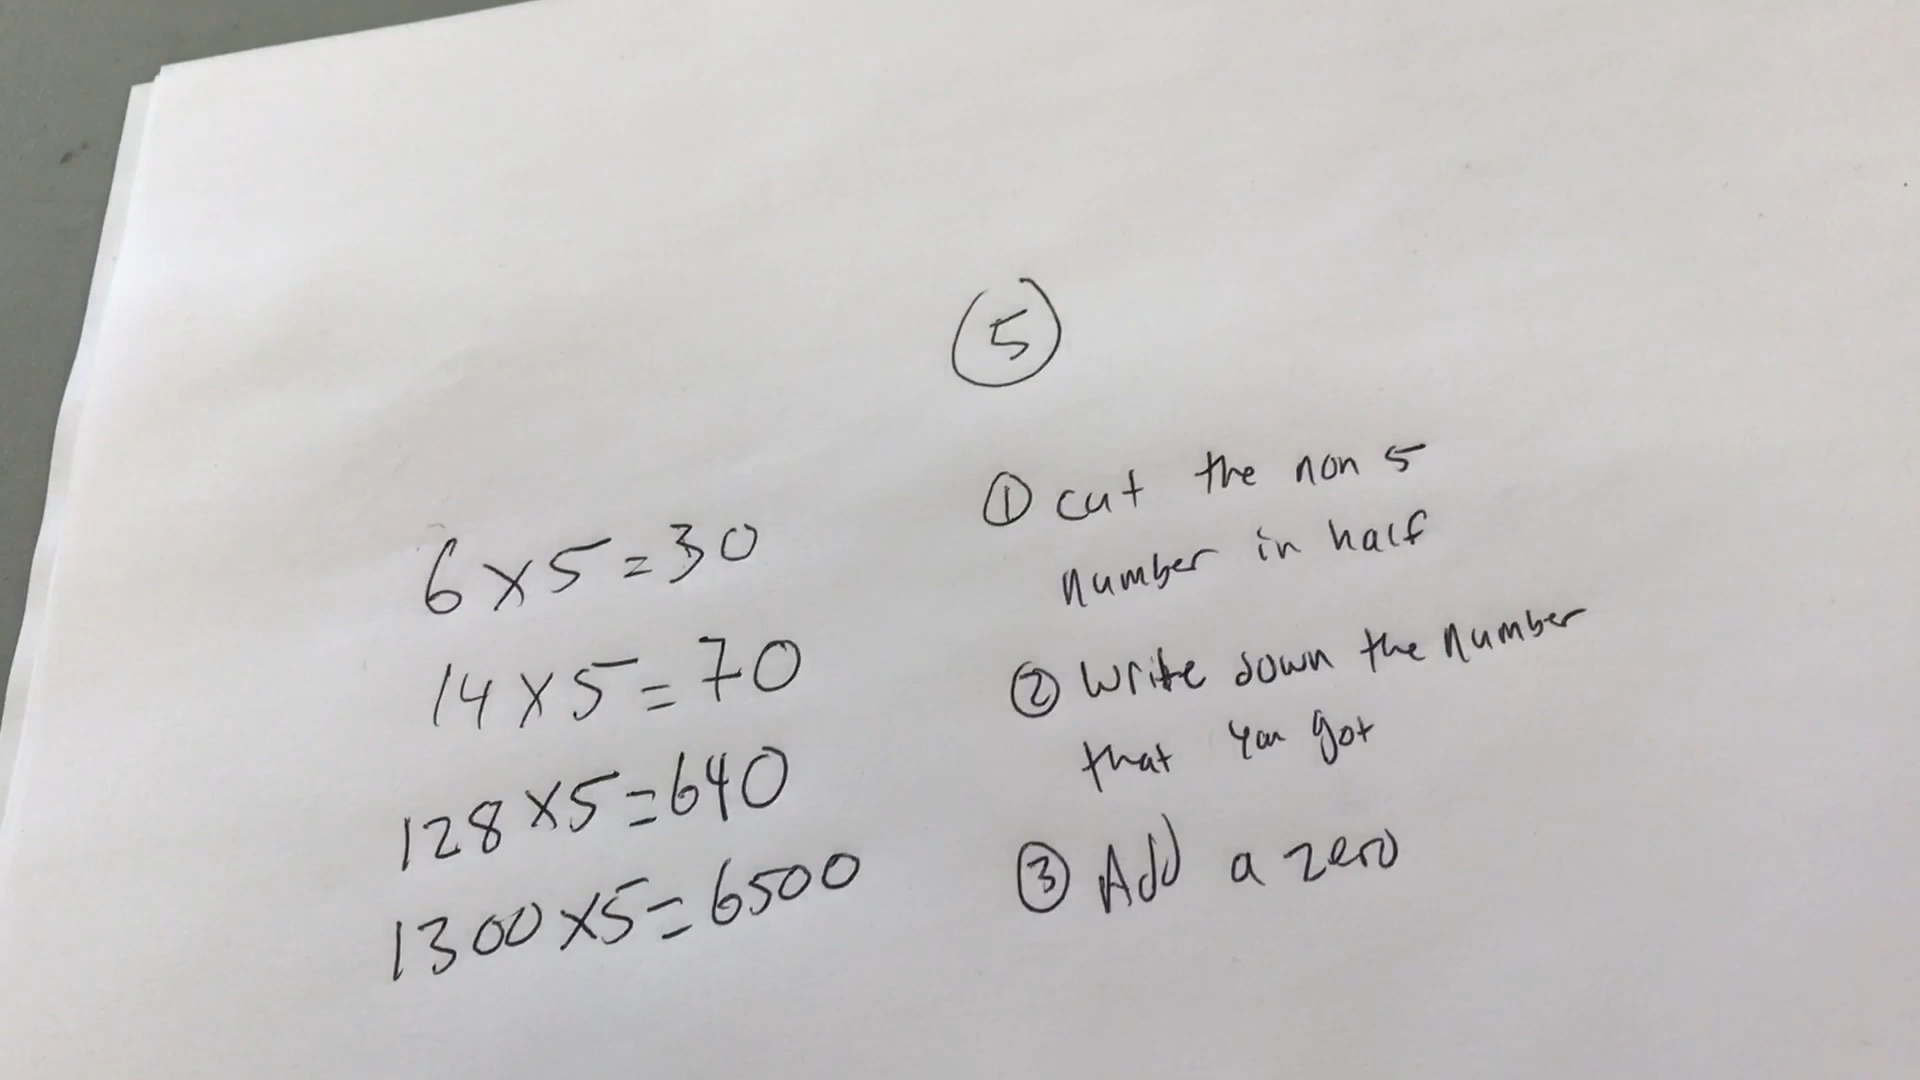 5
6x5=30
14x5=70
128x5=640
1300x5=6500
① cut the non 5
number in half
② Write down the number
that you got
③ Add a zero